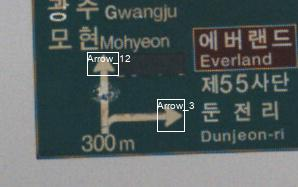 광주 Gwangju
모현 Mohyeon
에버랜드
Everland
Arrow_12
제55사단
Arrow_3
둔전리
Dunjeon-ri
300m